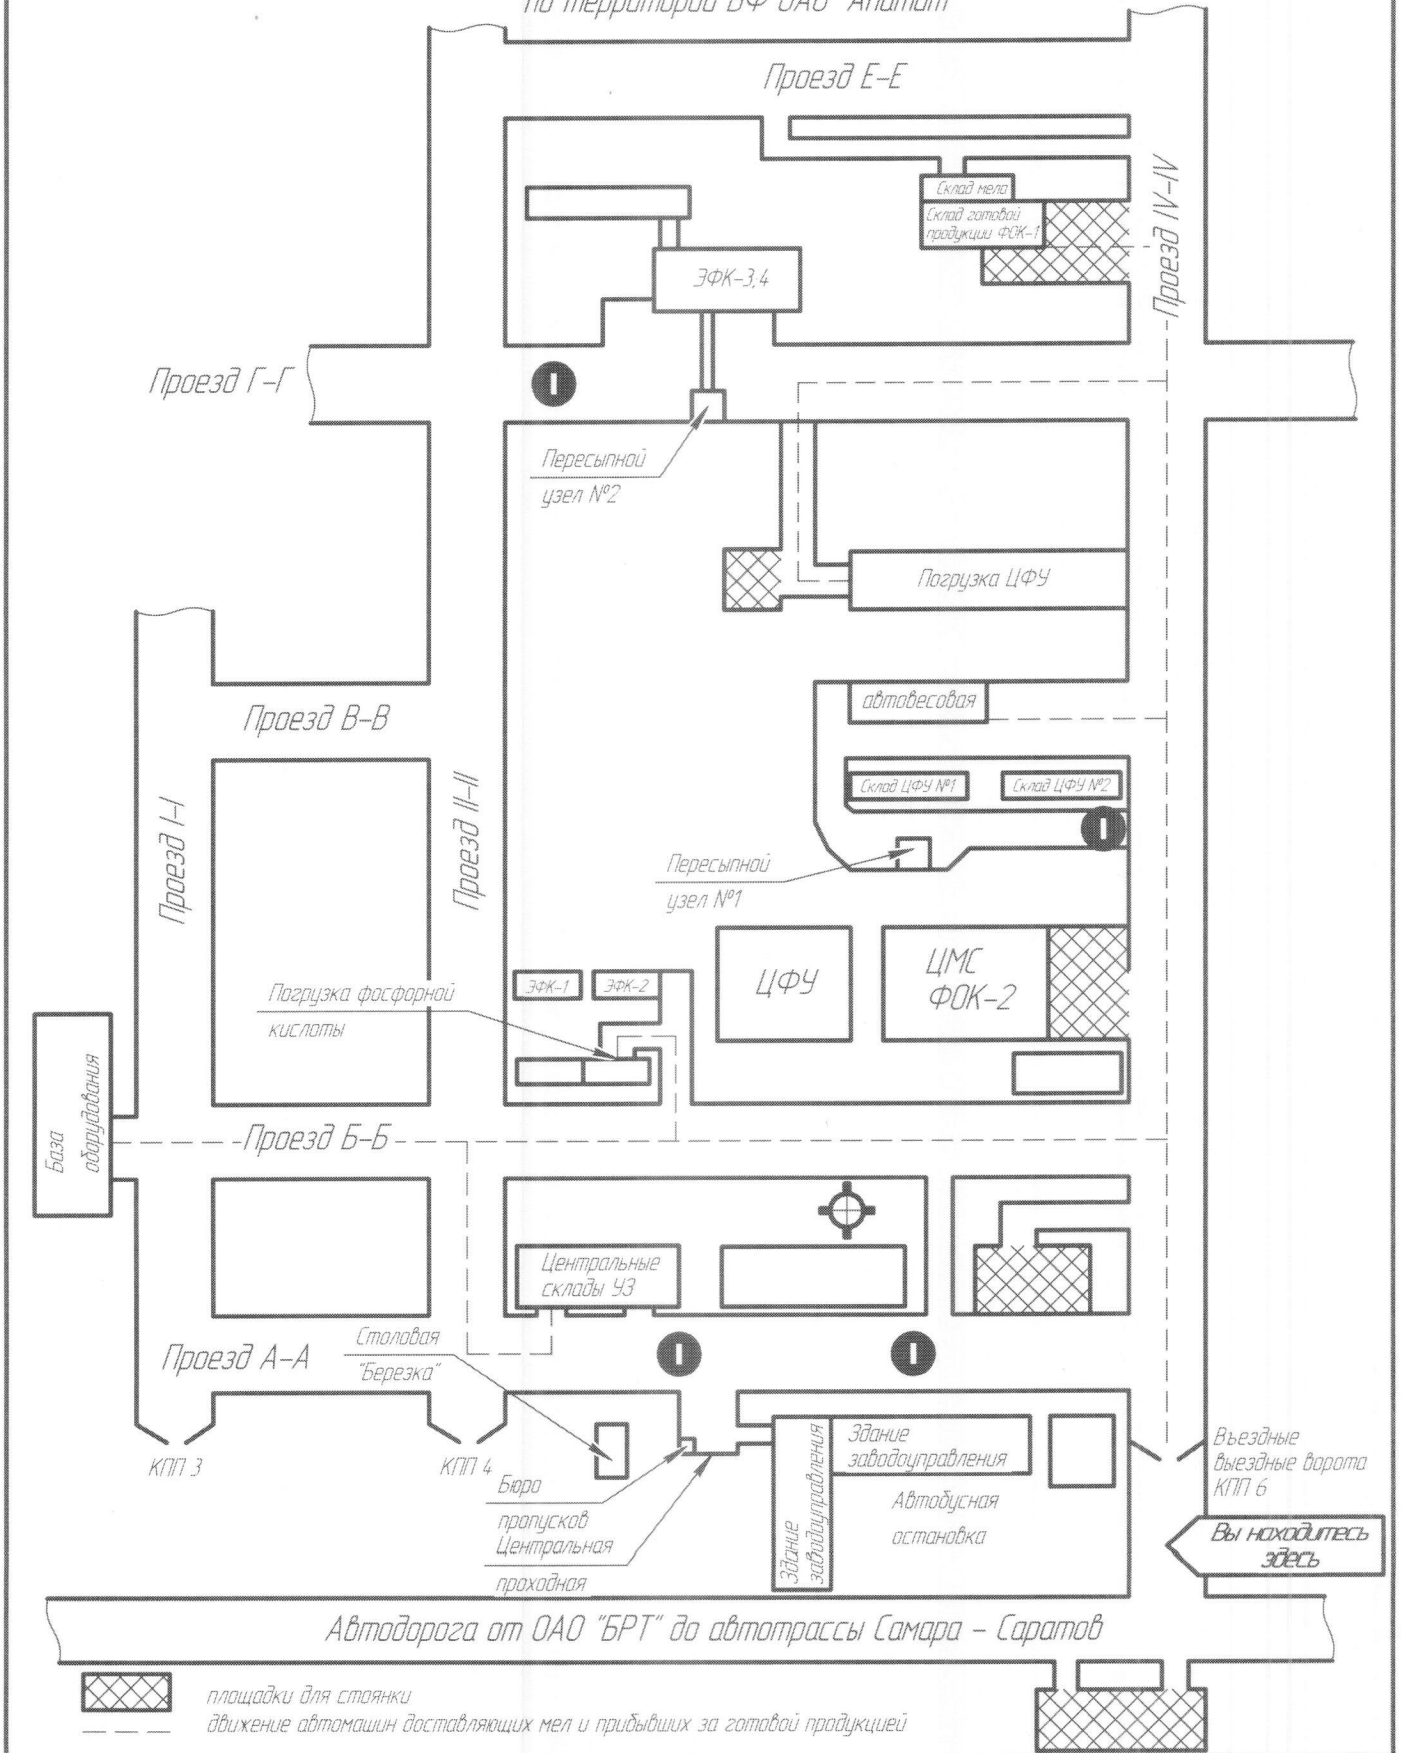 по территории БФ ОАО "Апатит"
Проезд Е-Е
Проезд IV-IV
Склад мела
Склад готовой
продукции ФОК-1
ЭФК-3,4
Проезд Г-Г
Пересыпной
узел №2
Погрузка ЦФУ
автовесовая
Проезд В-В
Проезд I-I
Проезд II-II
Склад ЦФУ №1
Склад ЦФУ №2
Пересыпной
узел №1
ЦФУ
ЦМС
ФОК-2
ЭФК-1
ЭФК-2
Погрузка фосфорной
кислоты
База
оборудования
Проезд Б-Б
Центральные
склады УЗ
Столовая
"Березка"
Проезд А-А
КПП 3
КПП 4
Бюро
пропусков
Центральная
проходная
Здание
заводоуправления
Здание
заводоуправления
Автобусная
остановка
Въездные
выездные ворота
КПП 6
Вы находитесь
здесь
Автодорога от ОАО "БРТ" до автотрассы Самара - Саратов
площадки для стоянки
движение автомашин доставляющих мел и прибывших за готовой продукцией